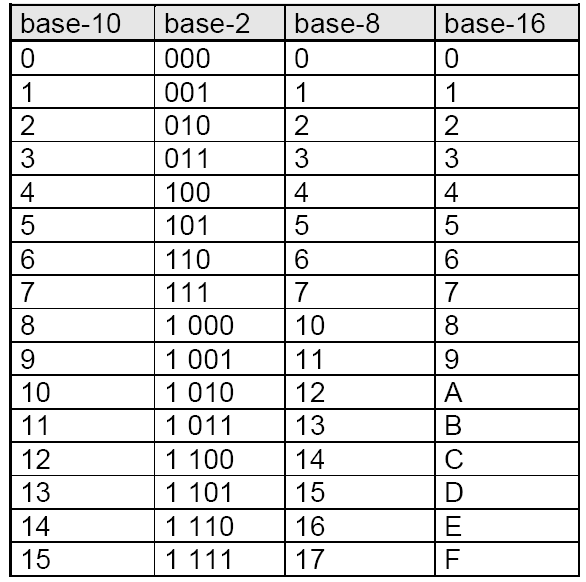 base-10 base-2 base-8 base-16
0 000 0 0
1 001 1 1
2 010 2 2
3 011 3 3
4 100 4 4
5 101 5 5
6 110 6 6
7 111 7 7
8 1 000 10 8
9 1 001 11 9
10 1 010 12 A
11 1 011 13 B
12 1 100 14 C
13 1 101 15 D
14 1 110 16 E
15 1 111 17 F